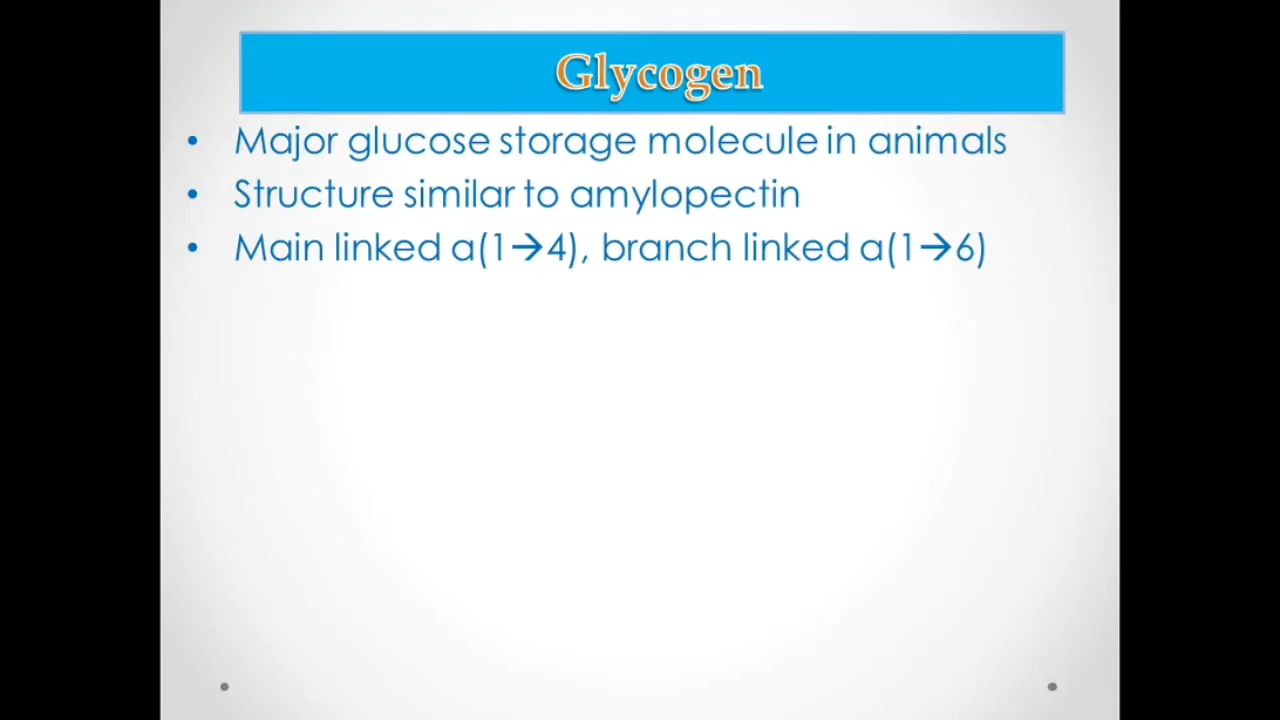 Glycogen
• Major glucose storage molecule in animals
• Structure similar to amylopectin
• Main linked a(1→4), branch linked a(1→6)